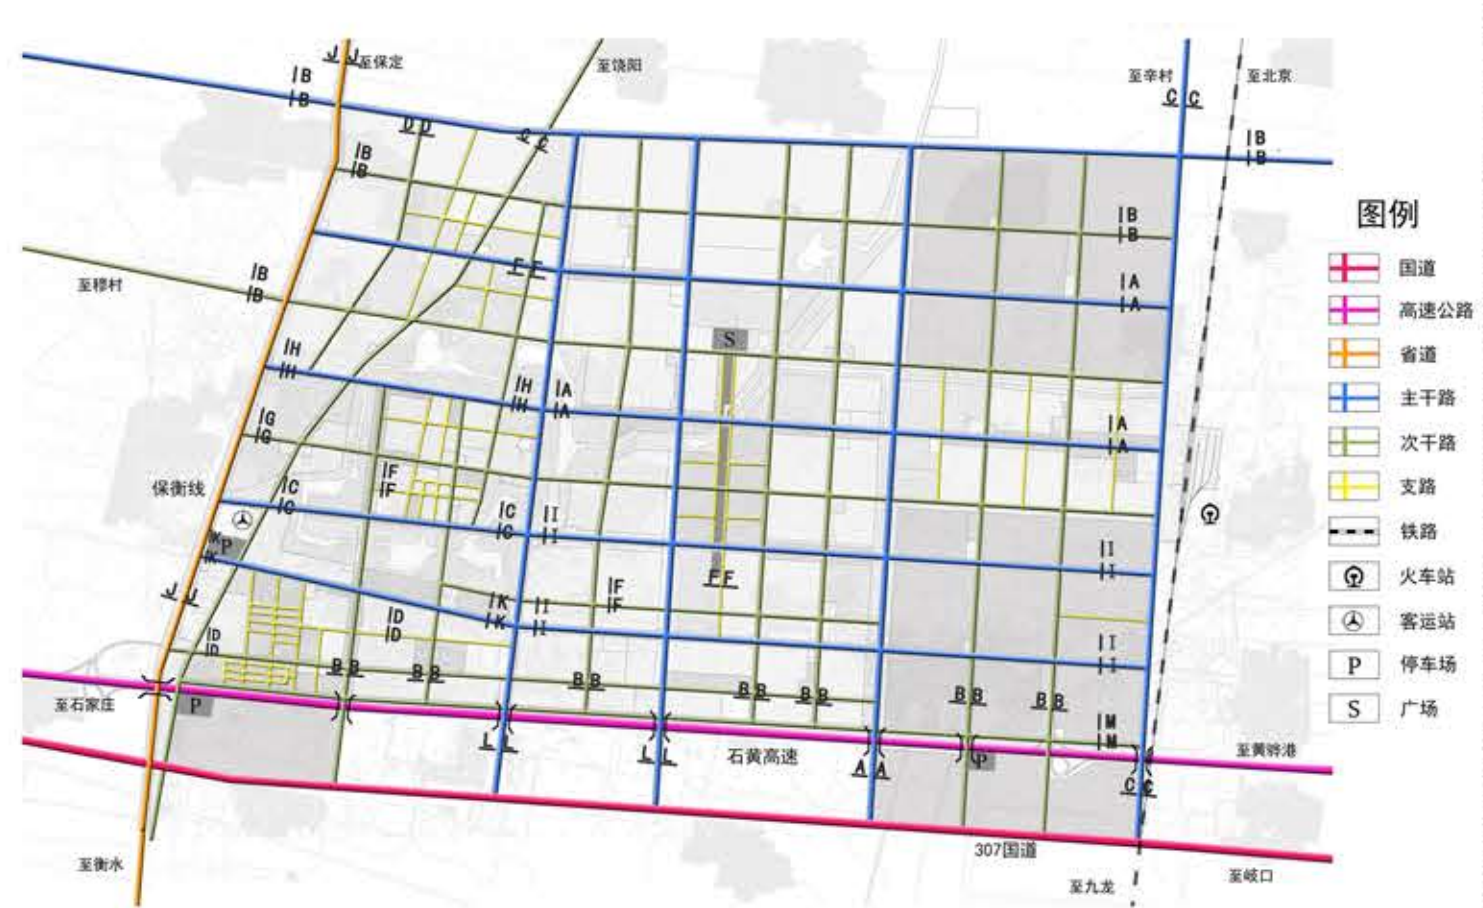 J J
至保定
至饶阳
至辛村
至北京
B
B
C C
D D
C C
B
B
B
B
B
B
图例
国道
高速公路
省道
主干路
次干路
支路
铁路
火车站
客运站
P 停车场
S 广场
至穆村
B
B
F F
A
A
S
H
H
H
H
A
A
A
A
G
G
F
F
保衡线
C
C
C
C
I
I
I
I
K
K
P
J J
F F
F
F
K
K
I
I
D
D
D
D
I
I
B B
B B
B B
B B
B B
B B
B B
至石家庄
P
L L
L L
石黄高速
A A
M
M
P
至黄骅港
C C
307国道
至衡水
至九龙
至岐口